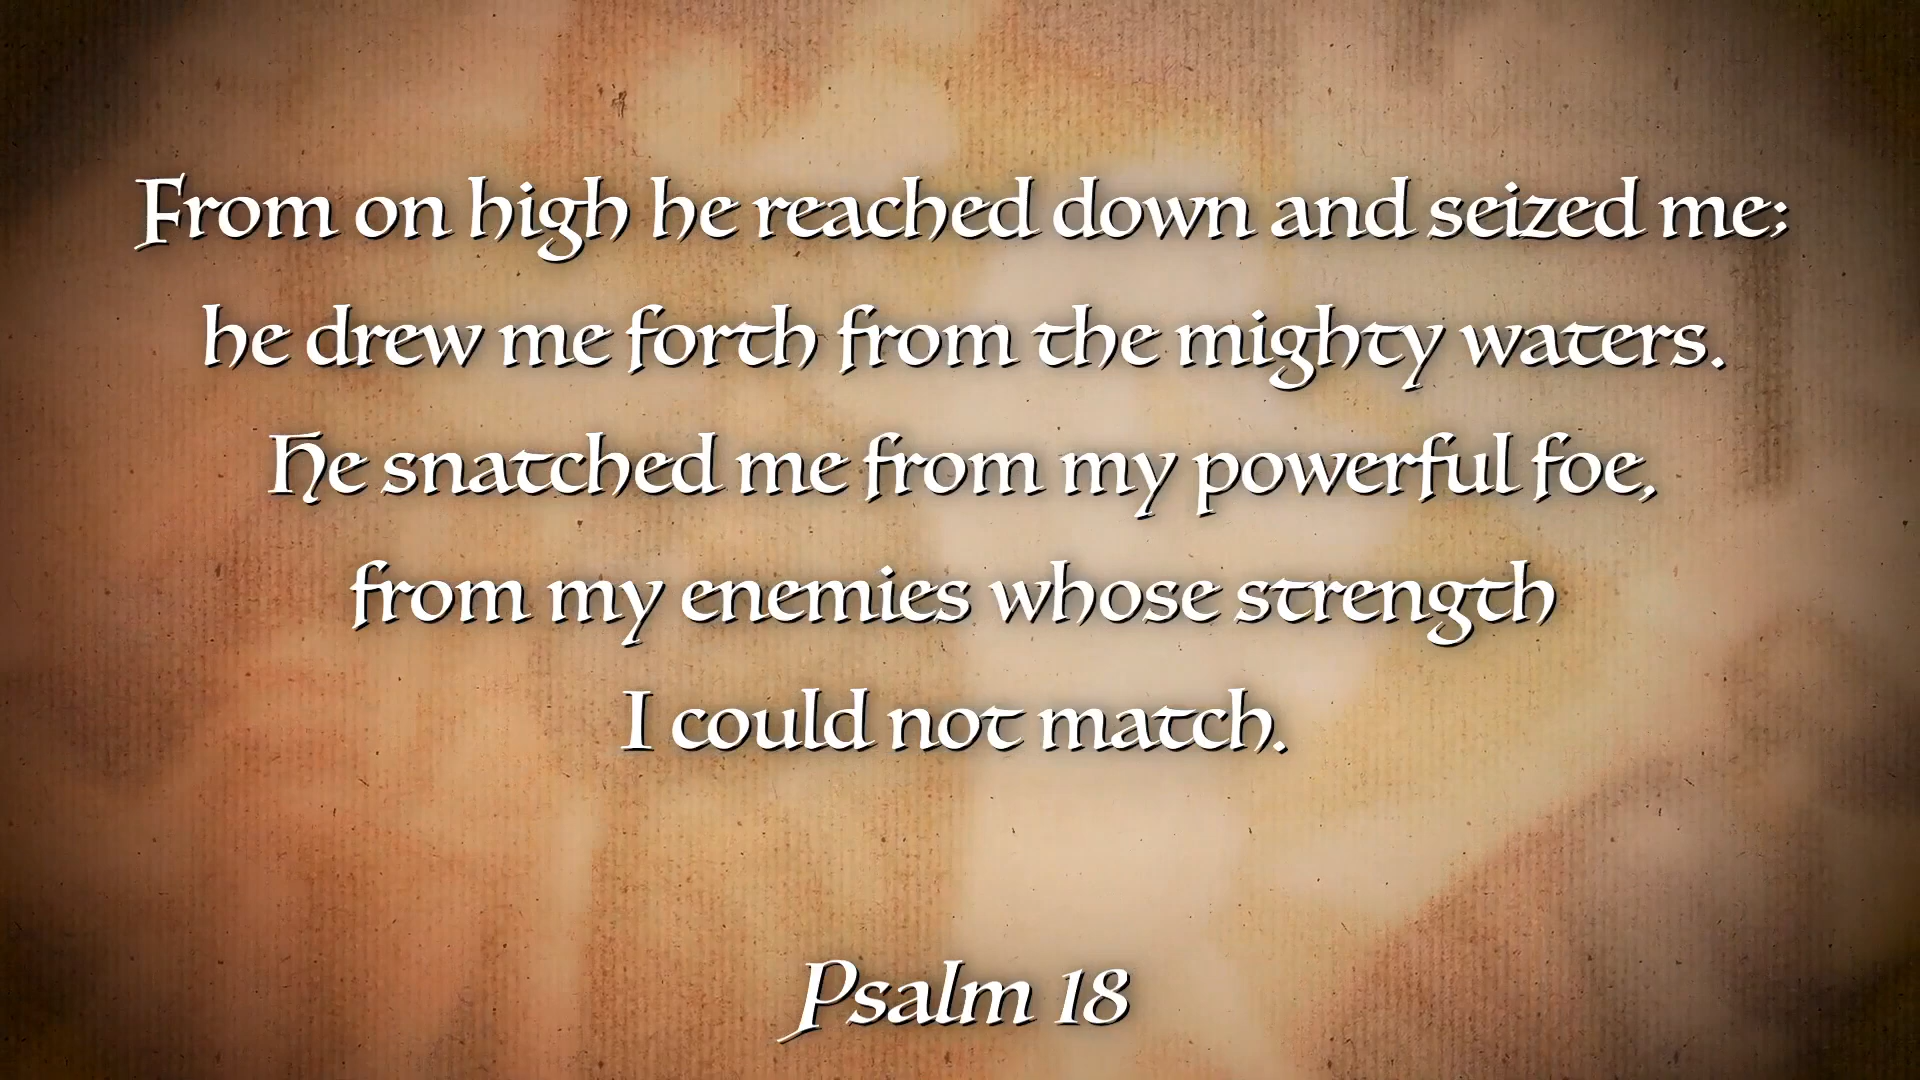 From on high he reached down and seized me;
he drew me forth from the mighty waters.
He snatched me from my powerful foe,
from my enemies whose strength
I could not match.
Psalm 18